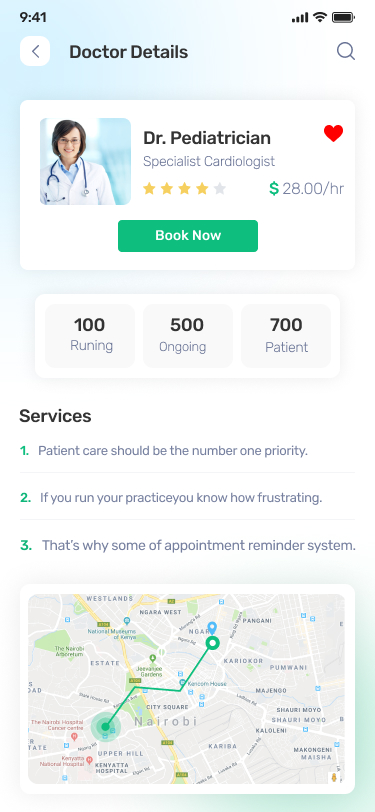 9:41
Doctor Details
Dr. Pediatrician
Specialist Cardiologist
$ 28.00/hr
Book Now
100
Runing
500
Ongoing
700
Patient
Services
1. Patient care should be the number one priority.
2. If you run your practiceyou know how frustrating.
3. That's why some of appointment reminder system.
WESTLANDS
NGARA WEST
National Museums
of Kenya
NGARA
PANGANI
The Nairobi
Arboretum
ESTATE
Jeevanjee
Gardens
KARIOKOR
PUMWANI
Kencom House
MAJENGO
CITY SQUARE
Nairobi
SHAURI MOYO
SHAURI MOYO
KALOLENI
The Nairobi Hospital
Cancer centre
UPPER HILL
KARIBA
MAKONGENI
MAISHA
Kenyatta
National Hospital
KENYATTA
HOSPITAL